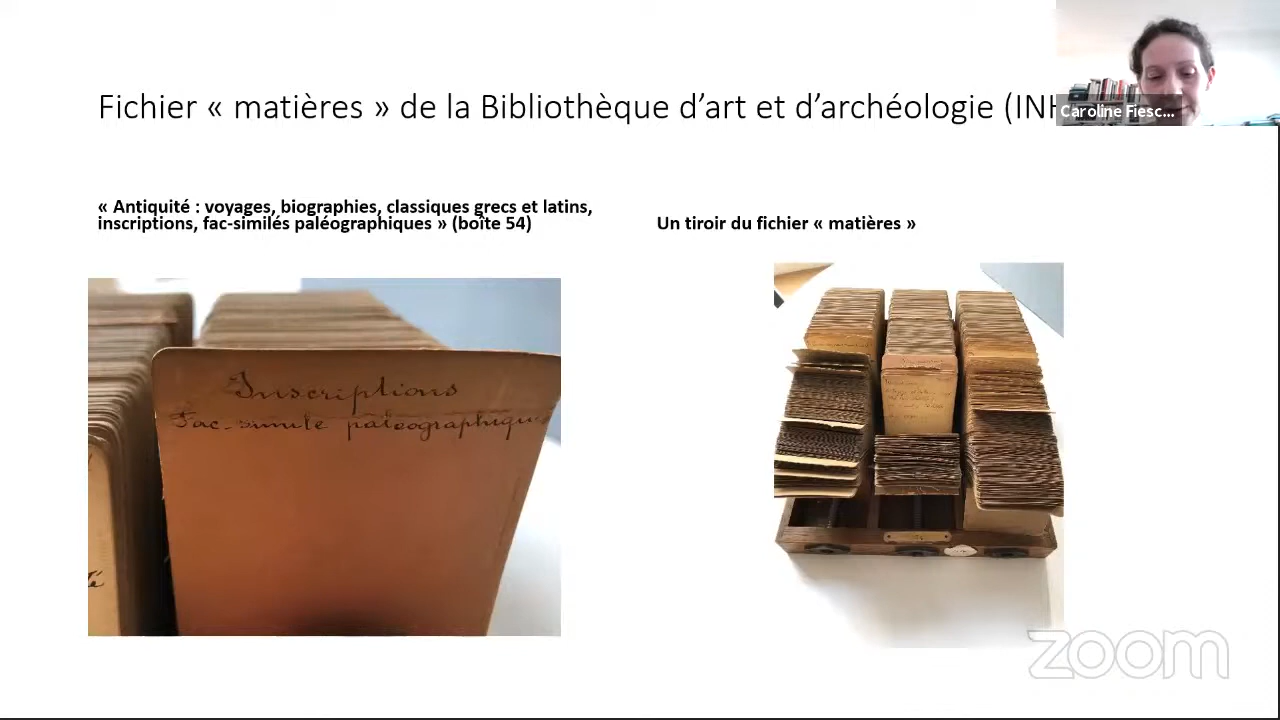 Fichier « matières » de la Bibliothèque d’art et d’archéologie (INH
Caroline Fiesc...
« Antiquité : voyages, biographies, classiques grecs et latins,
inscriptions, fac-similés paléographiques » (boîte 54)
Un tiroir du fichier « matières »
Inscriptions
Fac-simile paléographique
zoom